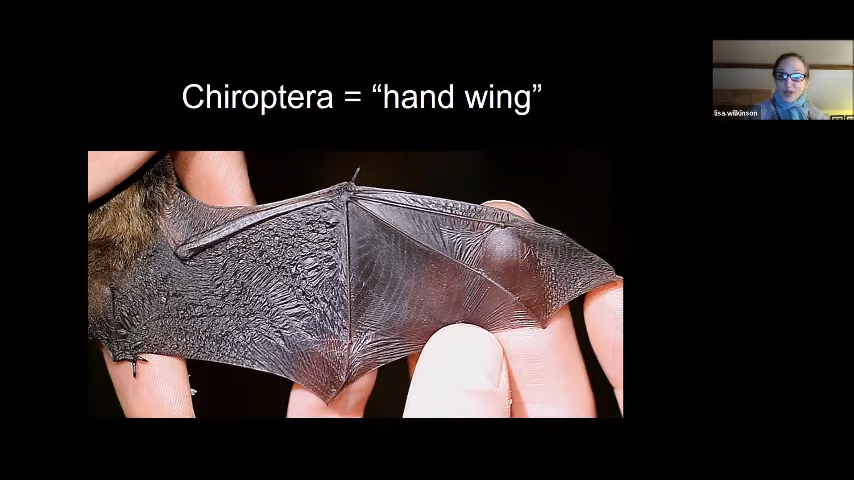 Chiroptera = “hand wing”
lisa.wilkinson